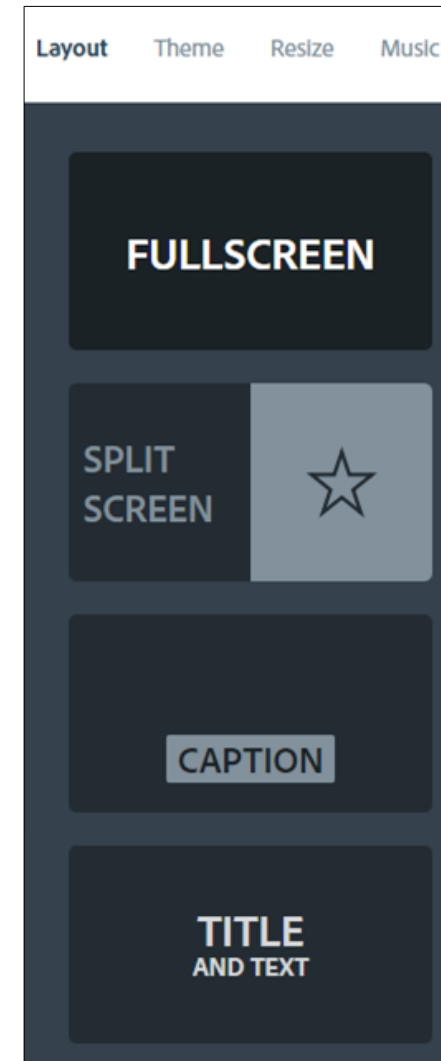 Layout Theme Resize Music
FULLSCREEN
SPLIT
SCREEN
CAPTION
TITLE
AND TEXT